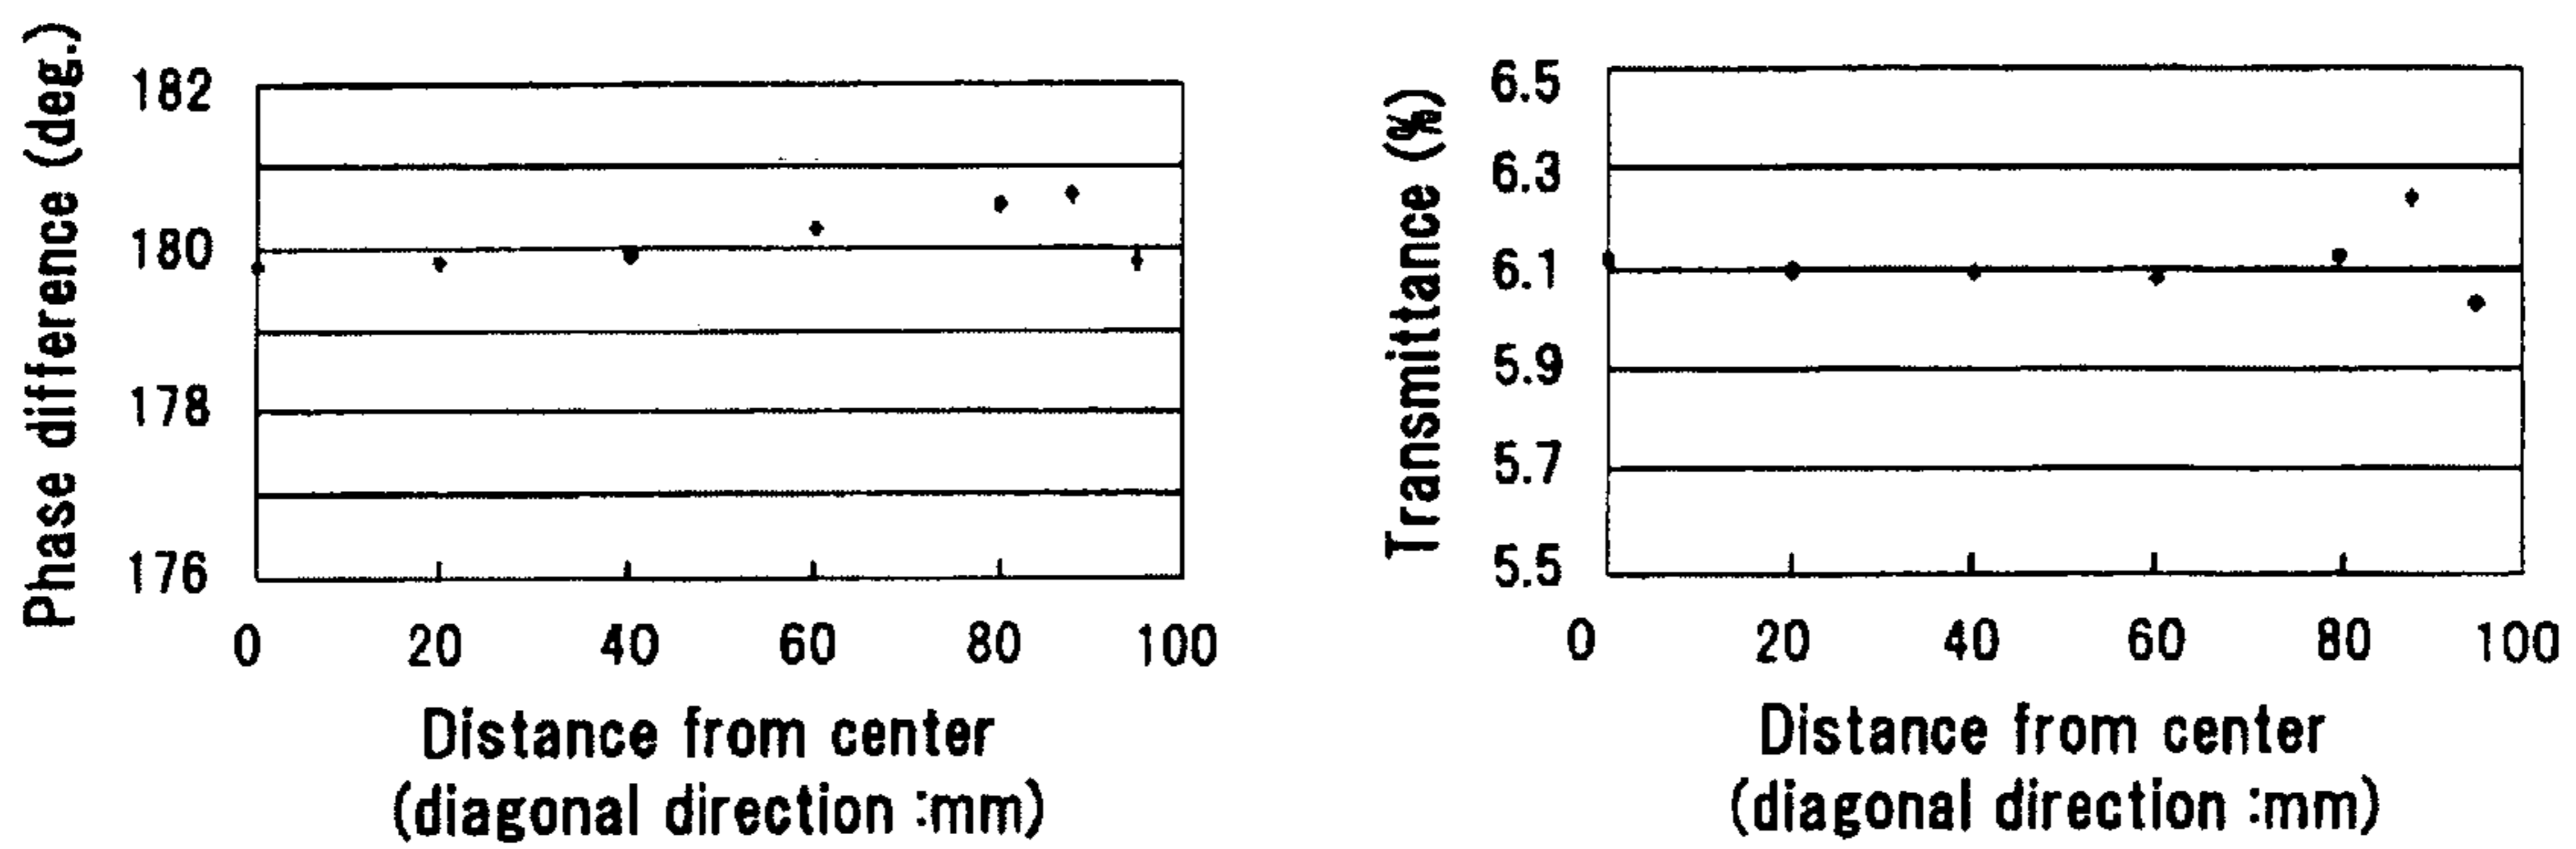 Phase difference (deg.)
182
180
178
176
0 20 40 60 80 100
Distance from center
(diagonal direction :mm)
Transmittance (%)
6.5
6.3
6.1
5.9
5.7
5.5
0 20 40 60 80 100
Distance from center
(diagonal direction :mm)